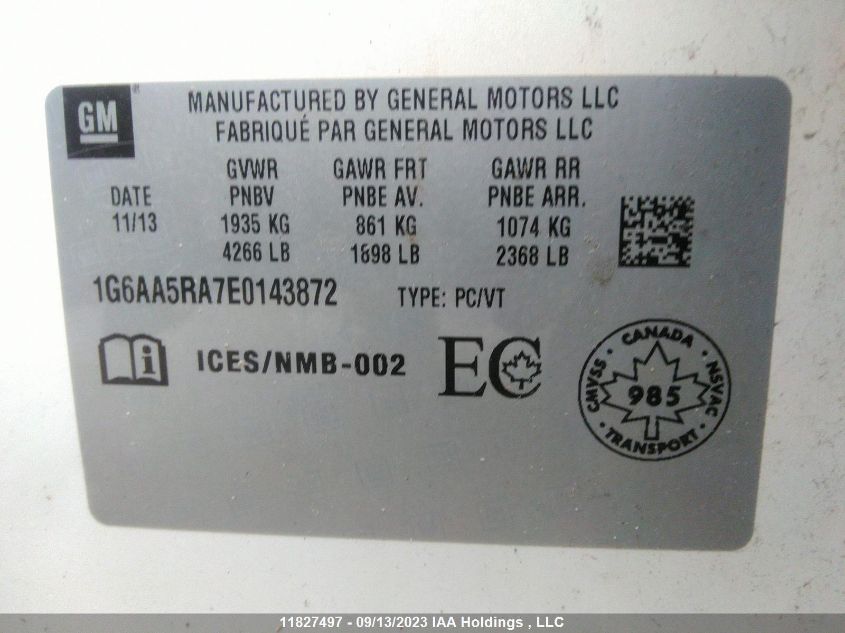 GM
MANUFACTURED BY GENERAL MOTORS LLC
FABRIQUÉ PAR GENERAL MOTORS LLC
GVWR GAWR FRT GAWR RR
DATE PNBV PNBE AV. PNBE ARR.
11/13 1935 KG 861 KG 1074 KG
4266 LB 1898 LB 2368 LB
1G6AA5RA7E0143872 TYPE: PC/VT
i ICES/NMB-002 EC
CANADA
CMVSS 985 NSVAC
TRANSPORT
11827497 - 09/13/2023 IAA Holdings , LLC